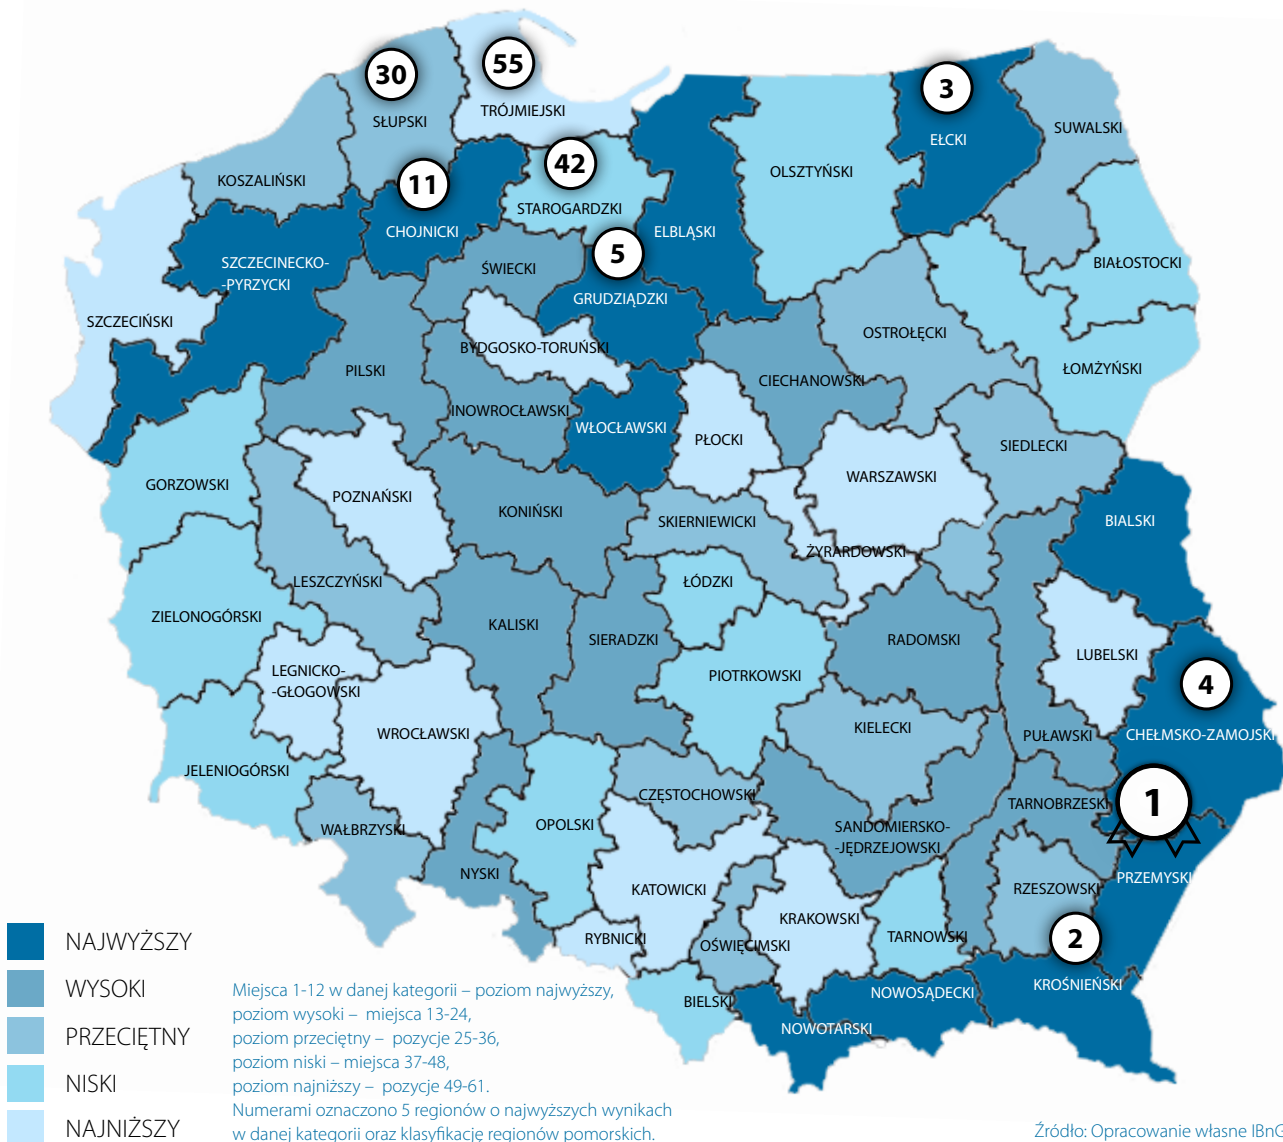 30
55
3
SŁUPSKI
TRÓJMIEJSKI
EŁCKI
SUWALSKI
KOSZALIŃSKI
11
42
OLSZTYŃSKI
STAROGARDZKI
CHOJNICKI
ELBLĄSKI
5
SZCZECINECKO-
-PYRZYCKI
ŚWIECKI
BIAŁOSTOCKI
GRUDZIĄDZKI
SZCZECIŃSKI
OSTROŁĘCKI
BYDGOSKO-TORUŃSKI
PILSKI
CIECHANOWSKI
ŁOMŻYŃSKI
INOWROCŁAWSKI
WŁOCŁAWSKI
PŁOCKI
SIEDLECKI
GORZOWSKI
POZNAŃSKI
WARSZAWSKI
KONIŃSKI
SKIERNIEWICKI
BIALSKI
ŻYRARDOWSKI
LESZCZYŃSKI
ŁÓDZKI
ZIELONOGÓRSKI
KALISKI
SIERADZKI
RADOMSKI
LUBELSKI
LEGNICKO-
-GŁOGOWSKI
PIOTRKOWSKI
4
WROCŁAWSKI
KIELECKI
PUŁAWSKI
CHEŁMSKO-ZAMOJSKI
JELENIOGÓRSKI
CZĘSTOCHOWSKI
TARNOBRZESKI
1
WAŁBRZYSKI
OPOLSKI
SANDOMIERSKO-
-JĘDRZEJOWSKI
NYSKI
KATOWICKI
RZESZOWSKI
PRZEMYSKI
KRAKOWSKI
RYBNICKI
OŚWIĘCIMSKI
TARNOWSKI
2
BIELSKI
NOWOSĄDECKI
KROŚNIEŃSKI
NOWOTARSKI
NAJWYŻSZY
WYSOKI
PRZECIĘTNY
NISKI
NAJNIŻSZY
Miejsca 1-12 w danej kategorii – poziom najwyższy,
poziom wysoki – miejsca 13-24,
poziom przeciętny – pozycje 25-36,
poziom niski – miejsca 37-48,
poziom najniższy – pozycje 49-61.
Numerami oznaczono 5 regionów o najwyższych wynikach
w danej kategorii oraz klasyfikację regionów pomorskich.
Źródło: Opracowanie własne IBnG